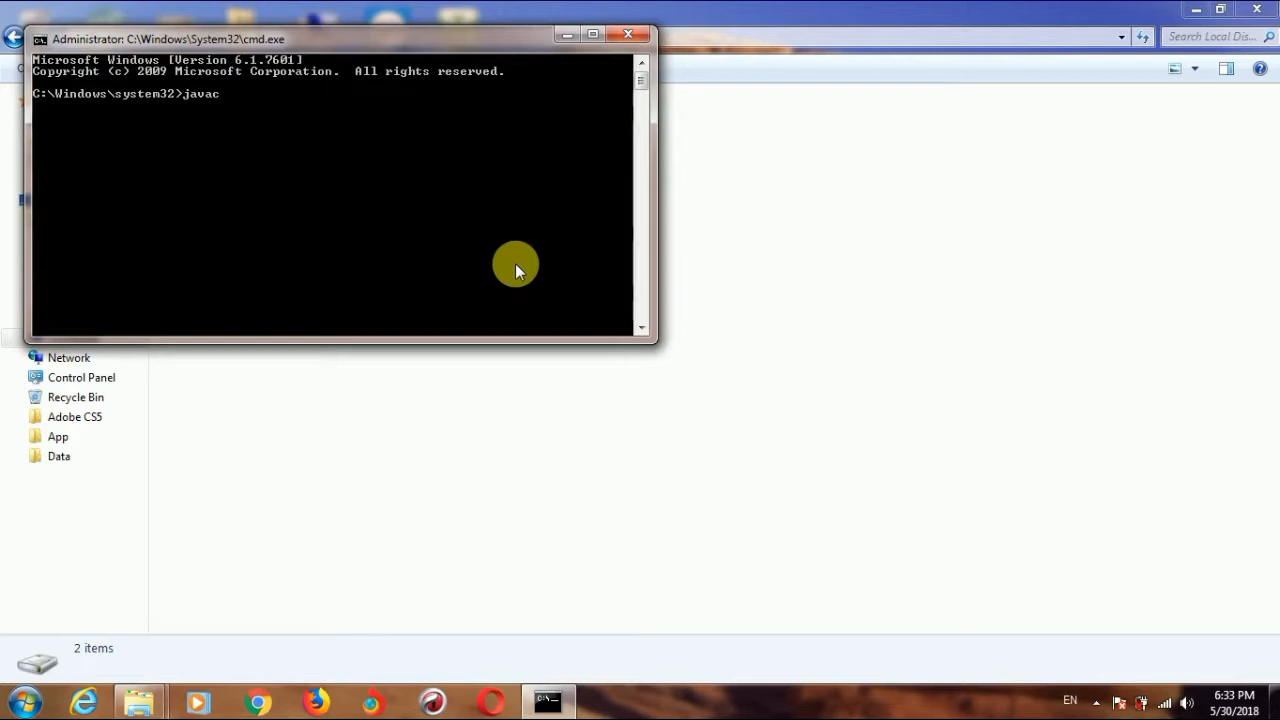 Administrator: C:\Windows\System32\cmd.exe
Search Local Dis...
Microsoft Windows [Version 6.1.7601]
Copyright (c) 2009 Microsoft Corporation.  All rights reserved.
C:\Windows\system32>javac
Network
Control Panel
Recycle Bin
Adobe CS5
App
Data
2 items
EN
6:33 PM
5/30/2018